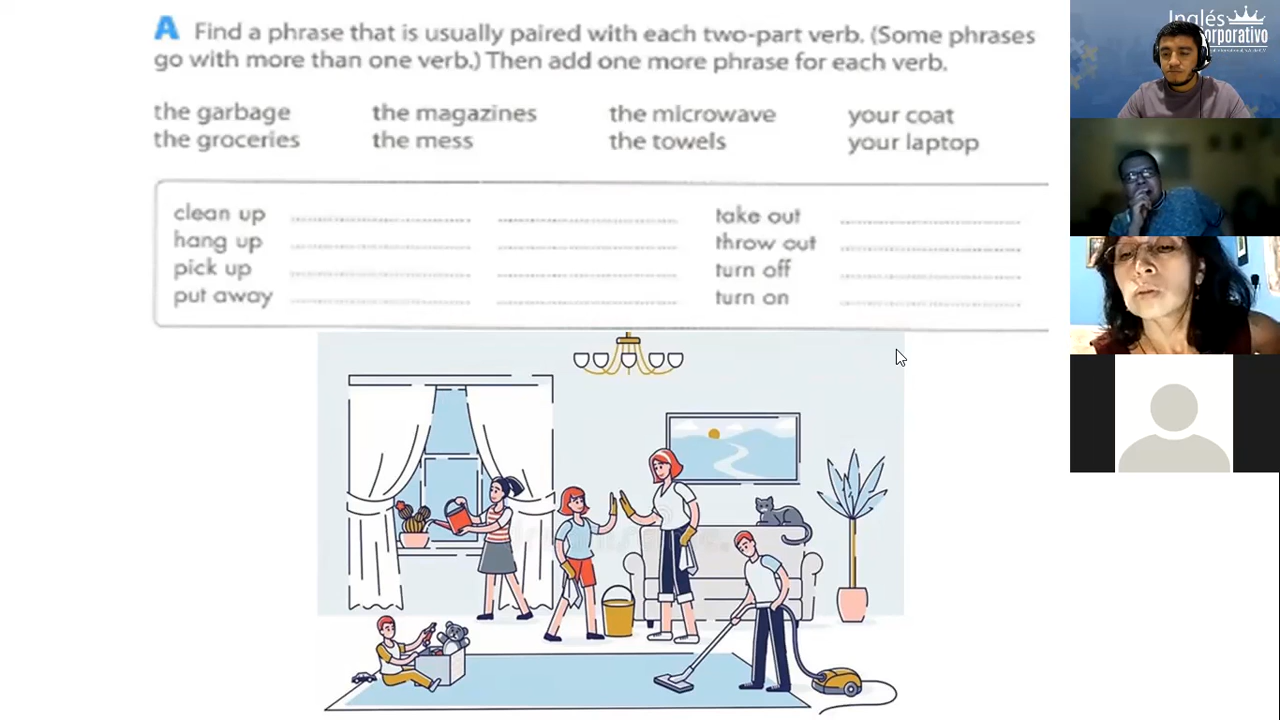 A Find a phrase that is usually paired with each two-part verb. (Some phrases
go with more than one verb.) Then add one more phrase for each verb.
the garbage the magazines the microwave your coat
the groceries the mess the towels your laptop
clean up take out
hang up throw out
pick up turn off
put away turn on
Inglés